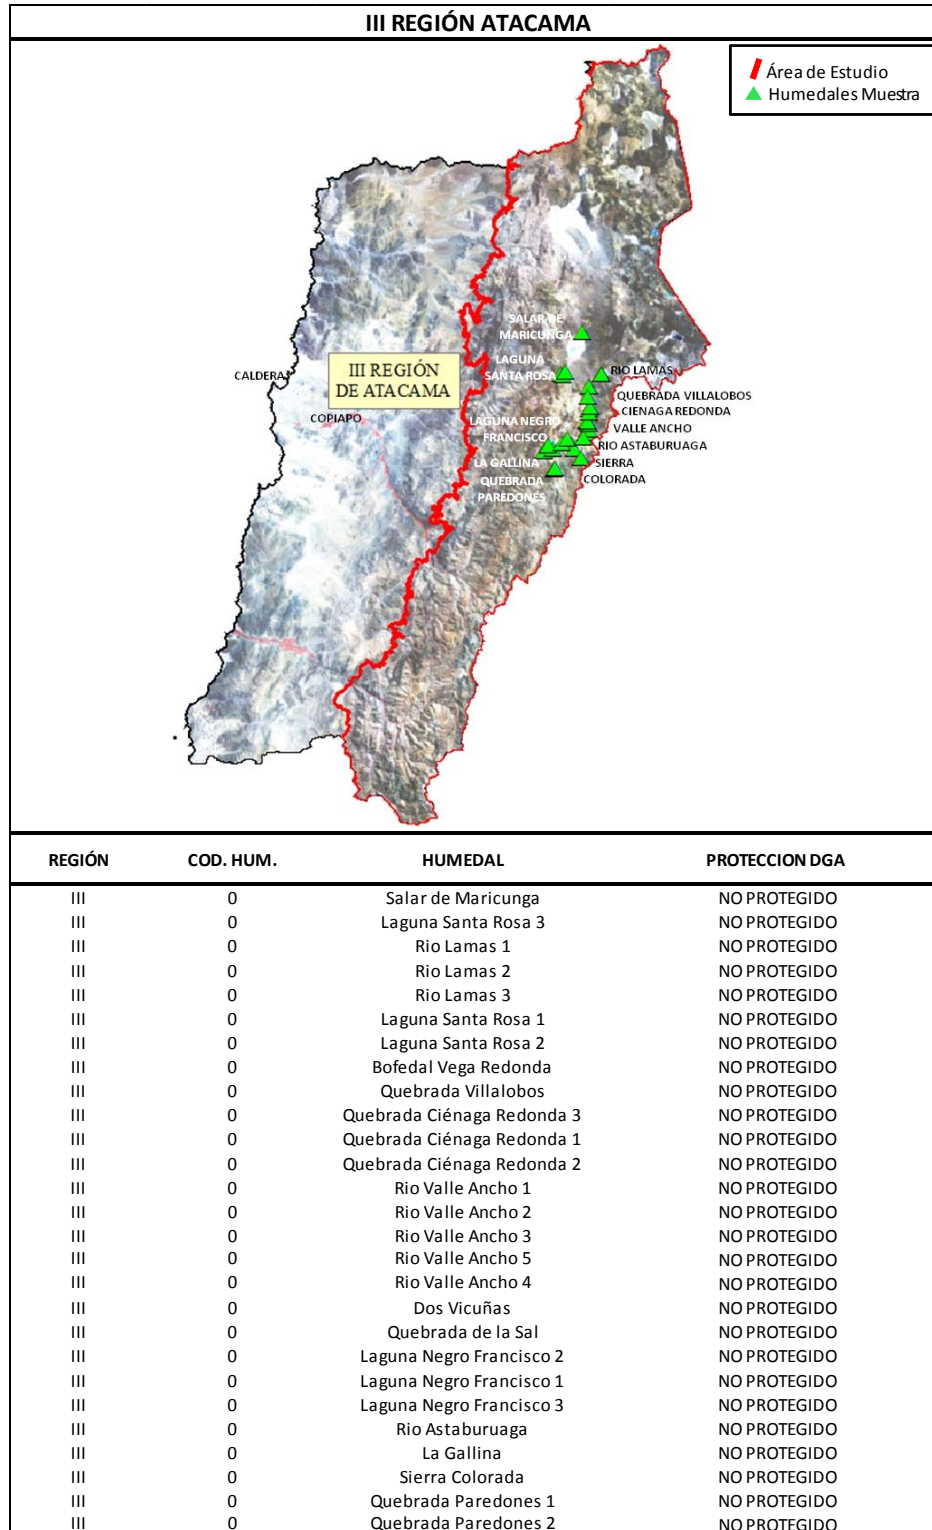 III REGIÓN ATACAMA
Área de Estudio
Humedales Muestra
SALAR DE
MARICUNGA
LAGUNA
SANTA ROSA
RIO LAMAS
CALDERA
III REGIÓN
DE ATACAMA
QUEBRADA VILLALOBOS
CIENAGA REDONDA
COPIAPO
LAGUNA NEGRO
FRANCISCO
VALLE ANCHO
RIO ASTABURUAGA
LA GALLINA
SIERRA
COLORADA
QUEBRADA
PAREDONES
REGIÓN COD. HUM. HUMEDAL PROTECCION DGA
III 0 Salar de Maricunga NO PROTEGIDO
III 0 Laguna Santa Rosa 3 NO PROTEGIDO
III 0 Rio Lamas 1 NO PROTEGIDO
III 0 Rio Lamas 2 NO PROTEGIDO
III 0 Rio Lamas 3 NO PROTEGIDO
III 0 Laguna Santa Rosa 1 NO PROTEGIDO
III 0 Laguna Santa Rosa 2 NO PROTEGIDO
III 0 Bofedal Vega Redonda NO PROTEGIDO
III 0 Quebrada Villalobos NO PROTEGIDO
III 0 Quebrada Ciénaga Redonda 3 NO PROTEGIDO
III 0 Quebrada Ciénaga Redonda 1 NO PROTEGIDO
III 0 Quebrada Ciénaga Redonda 2 NO PROTEGIDO
III 0 Rio Valle Ancho 1 NO PROTEGIDO
III 0 Rio Valle Ancho 2 NO PROTEGIDO
III 0 Rio Valle Ancho 3 NO PROTEGIDO
III 0 Rio Valle Ancho 5 NO PROTEGIDO
III 0 Rio Valle Ancho 4 NO PROTEGIDO
III 0 Dos Vicuñas NO PROTEGIDO
III 0 Quebrada de la Sal NO PROTEGIDO
III 0 Laguna Negro Francisco 2 NO PROTEGIDO
III 0 Laguna Negro Francisco 1 NO PROTEGIDO
III 0 Laguna Negro Francisco 3 NO PROTEGIDO
III 0 Rio Astaburuaga NO PROTEGIDO
III 0 La Gallina NO PROTEGIDO
III 0 Sierra Colorada NO PROTEGIDO
III 0 Quebrada Paredones 1 NO PROTEGIDO
III 0 Quebrada Paredones 2 NO PROTEGIDO